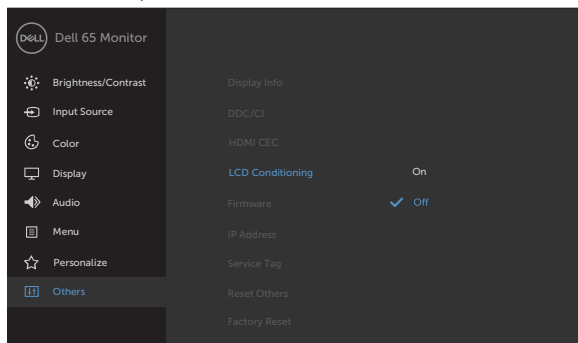 DELL Dell 65 Monitor
Brightness/Contrast Display Info
Input Source DDC/CI
Color HDMI CEC
Display LCD Conditioning On
Audio Firmware Off
Menu IP Address
Personalize Service Tag
Others Reset Others
Factory Reset